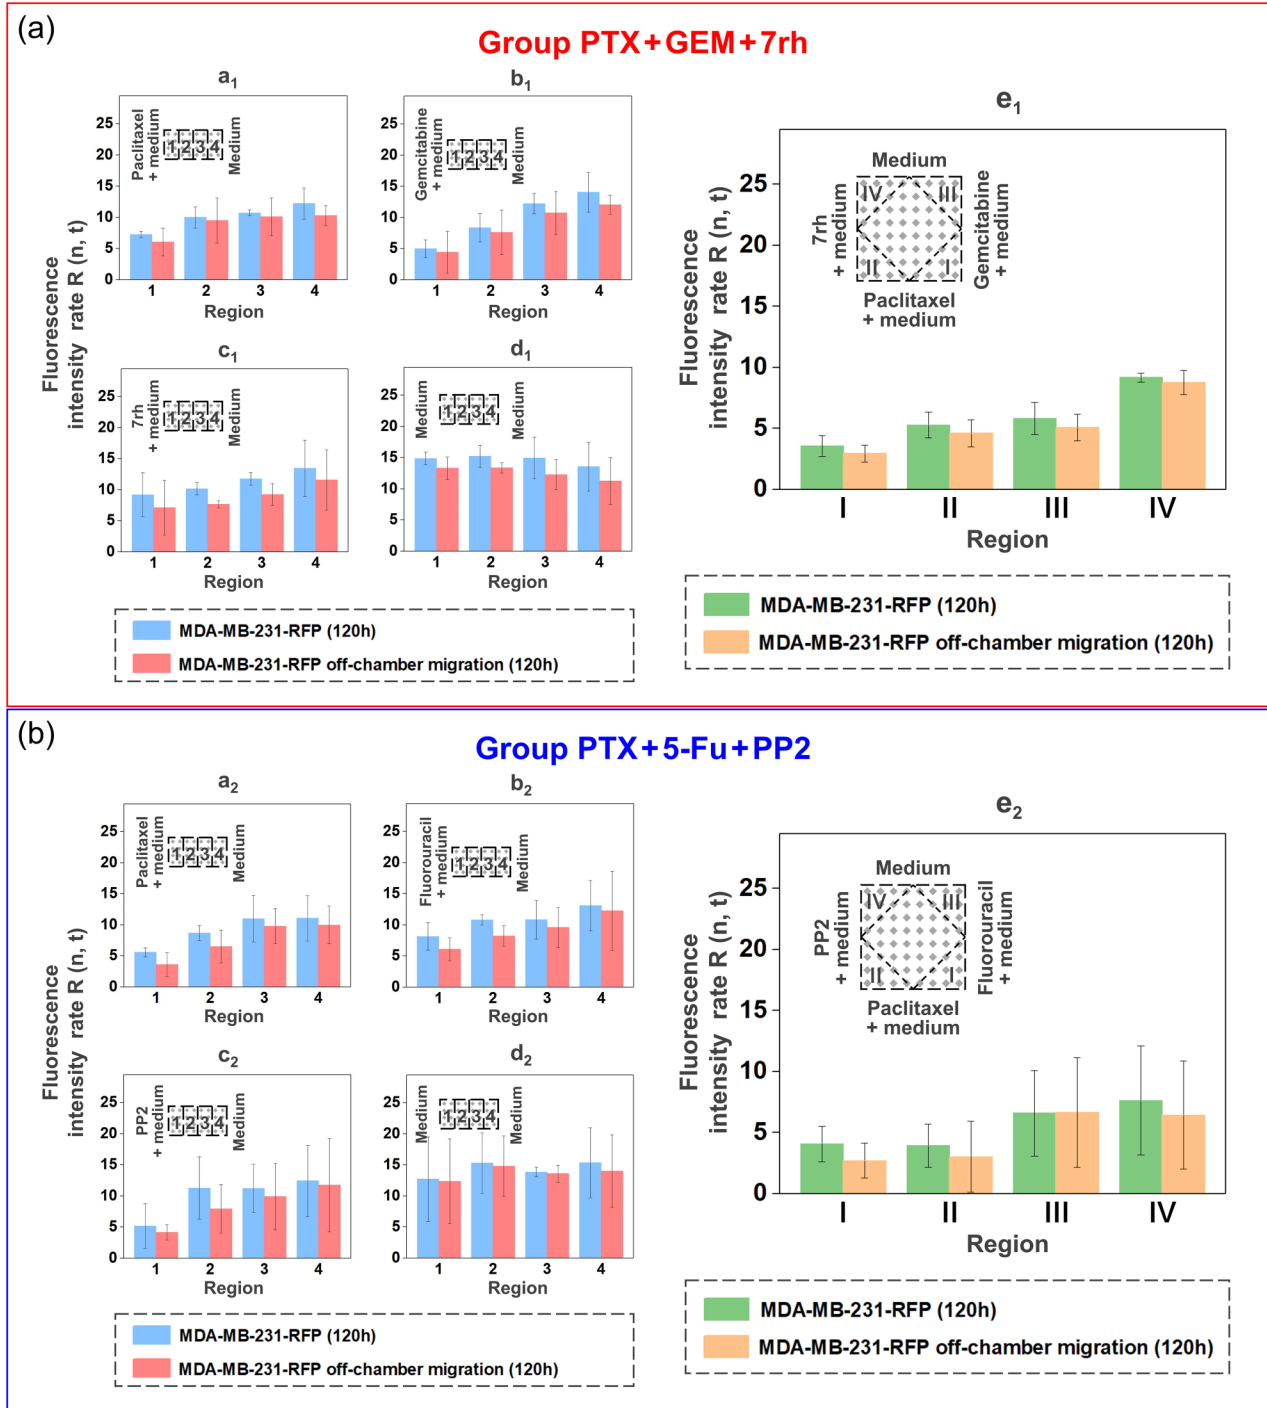 (a)
Group PTX+GEM+7rh
Fluorescence
intensity rate R (n, t)
a1
25
20
15
10
5
0
Paclitaxel
+ medium
1 2 3 4
Medium
1 2 3 4
Region
b1
25
20
15
10
5
0
Gemcitabine
+ medium
1 2 3 4
Medium
1 2 3 4
Region
c1
25
20
15
10
5
0
7rh
+ medium
1 2 3 4
Medium
1 2 3 4
Region
d1
25
20
15
10
5
0
Medium
1 2 3 4
Medium
1 2 3 4
Region
MDA-MB-231-RFP (120h)
MDA-MB-231-RFP off-chamber migration (120h)
e1
Fluorescence
intensity rate R (n, t)
25
20
15
10
5
0
Medium
IV III
7rh
+ medium
Gemcitabine
+ medium
II I
Paclitaxel
+ medium
I II III IV
Region
MDA-MB-231-RFP (120h)
MDA-MB-231-RFP off-chamber migration (120h)
(b)
Group PTX+5-Fu+PP2
Fluorescence
intensity rate R (n, t)
a2
25
20
15
10
5
0
Paclitaxel
+ medium
1 2 3 4
Medium
1 2 3 4
Region
b2
25
20
15
10
5
0
Fluorouracil
+ medium
1 2 3 4
Medium
1 2 3 4
Region
c2
25
20
15
10
5
0
PP2
+ medium
1 2 3 4
Medium
1 2 3 4
Region
d2
25
20
15
10
5
0
Medium
1 2 3 4
Medium
1 2 3 4
Region
MDA-MB-231-RFP (120h)
MDA-MB-231-RFP off-chamber migration (120h)
e2
Fluorescence
intensity rate R (n, t)
25
20
15
10
5
0
Medium
IV III
PP2
+ medium
Fluorouracil
+ medium
II I
Paclitaxel
+ medium
I II III IV
Region
MDA-MB-231-RFP (120h)
MDA-MB-231-RFP off-chamber migration (120h)